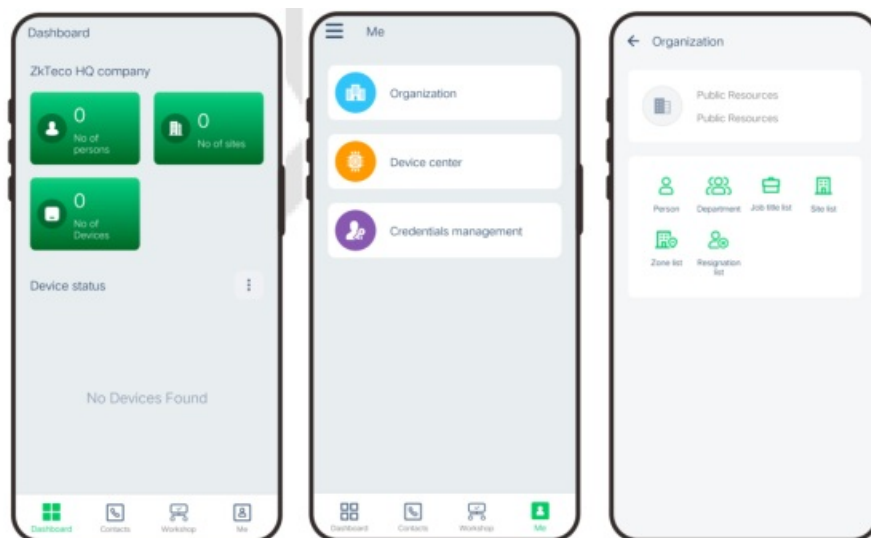 Dashboard
ZkTeco HQ company
0
No of
persons
0
No of sites
0
No of
Devices
Device status
No Devices Found
Dashboard
Contacts
Workshop
Me
Me
Organization
Device center
Credentials management
Dashboard
Contacts
Workshop
Me
Organization
Public Resources
Public Resources
Person
Department
Job title list
Site list
Zone list
Resignation
list